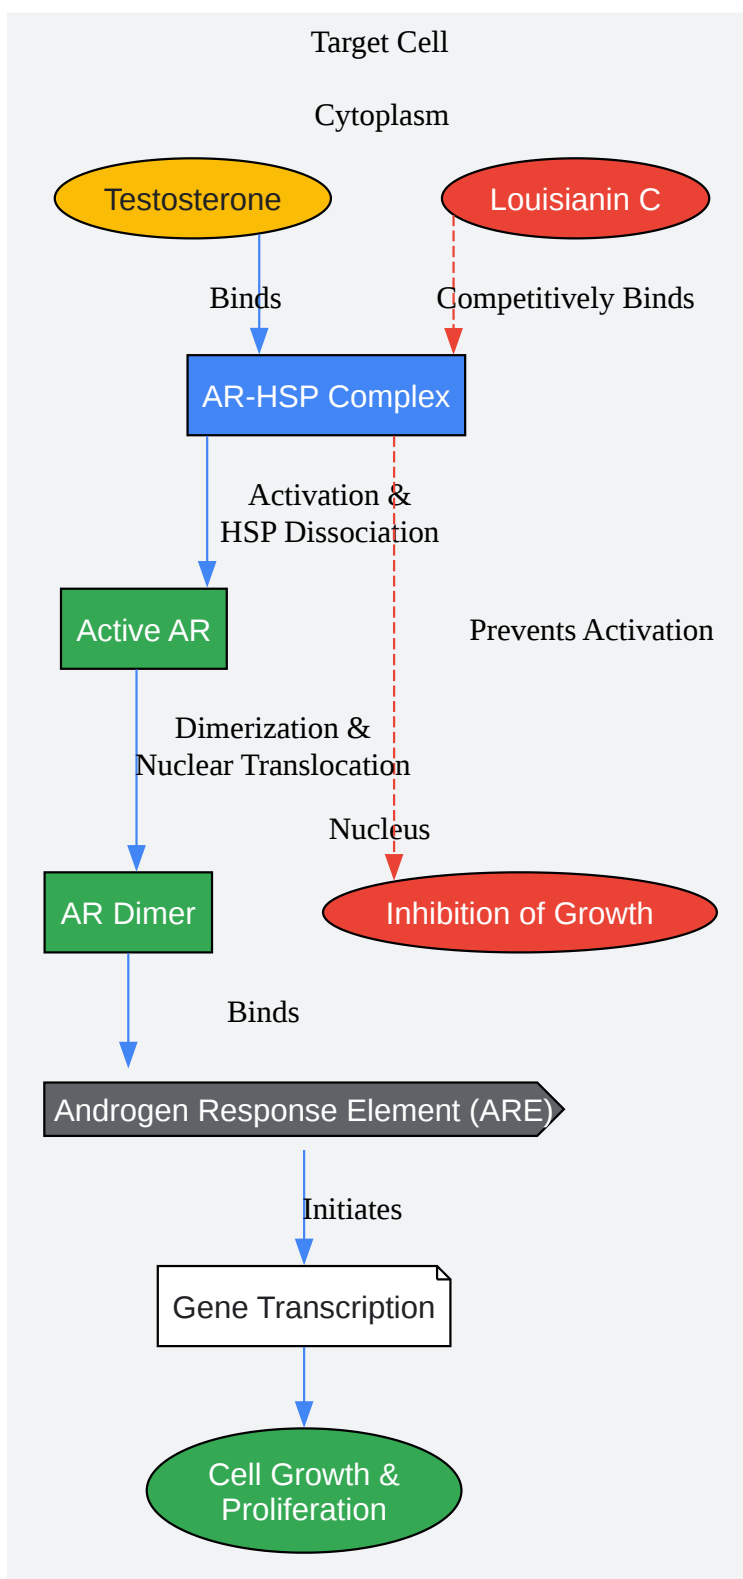 Target Cell
Cytoplasm
Testosterone
Louisianin C
Binds
Competitively Binds
AR-HSP Complex
Activation &
HSP Dissociation
Active AR
Prevents Activation
Dimerization &
Nuclear Translocation
Nucleus
AR Dimer
Inhibition of Growth
Binds
Androgen Response Element (ARE)
Initiates
Gene Transcription
Cell Growth &
Proliferation